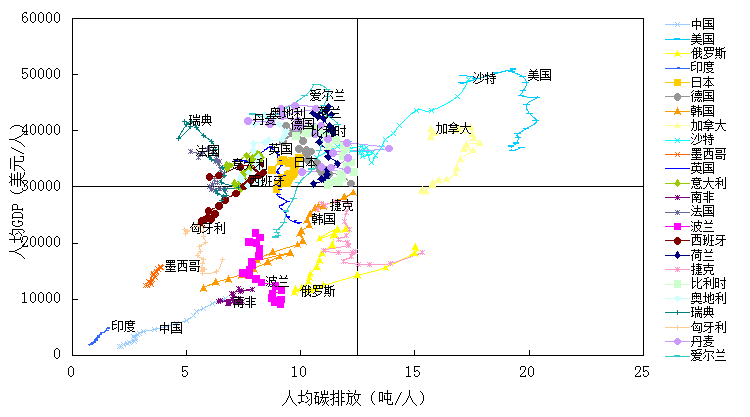 60000
50000
40000
30000
20000
10000
0
0
5
10
15
20
25
人均GDP（美元/人）
人均碳排放（吨/人）
沙特
美国
爱尔兰
荷兰
奥地利
丹麦
德国
瑞典
比利时
加拿大
法国
英国
意大利
日本
西班牙
捷克
韩国
匈牙利
墨西哥
波兰
俄罗斯
南非
印度
中国
中国
美国
俄罗斯
印度
日本
德国
韩国
加拿大
沙特
墨西哥
英国
意大利
南非
法国
波兰
西班牙
荷兰
捷克
比利时
奥地利
瑞典
匈牙利
丹麦
爱尔兰